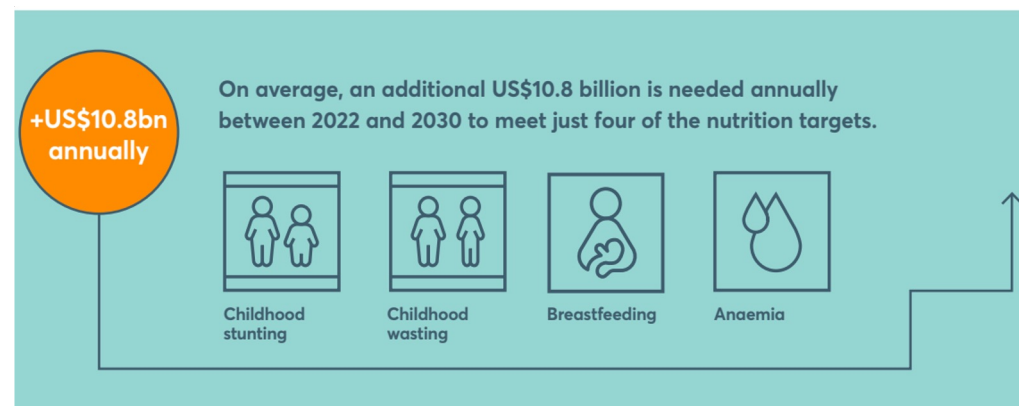 +US$10.8bn
annually
On average, an additional US$10.8 billion is needed annually
between 2022 and 2030 to meet just four of the nutrition targets.
Childhood
stunting
Childhood
wasting
Breastfeeding
Anaemia